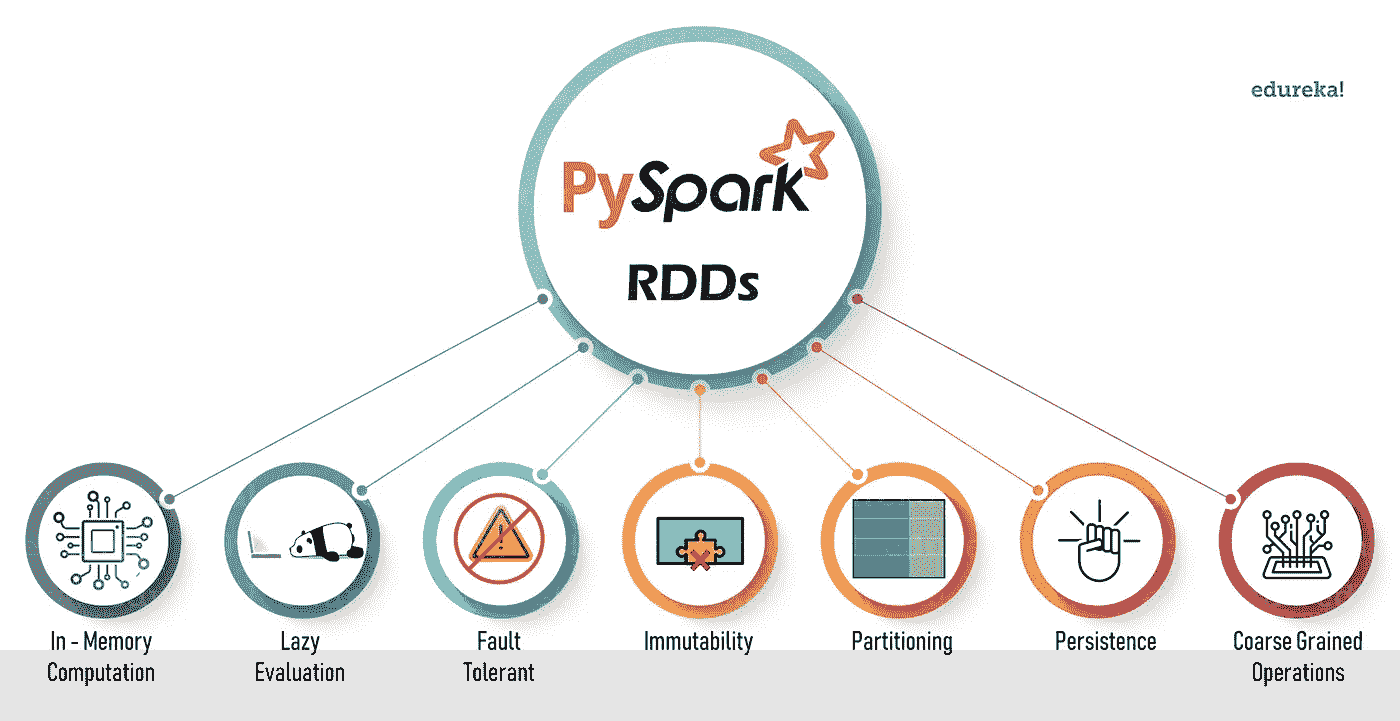 edureka!
PySpark
RDDs
In - Memory
Computation
Lazy
Evaluation
Fault
Tolerant
Immutability
Partitioning
Persistence
Coarse Grained
Operations